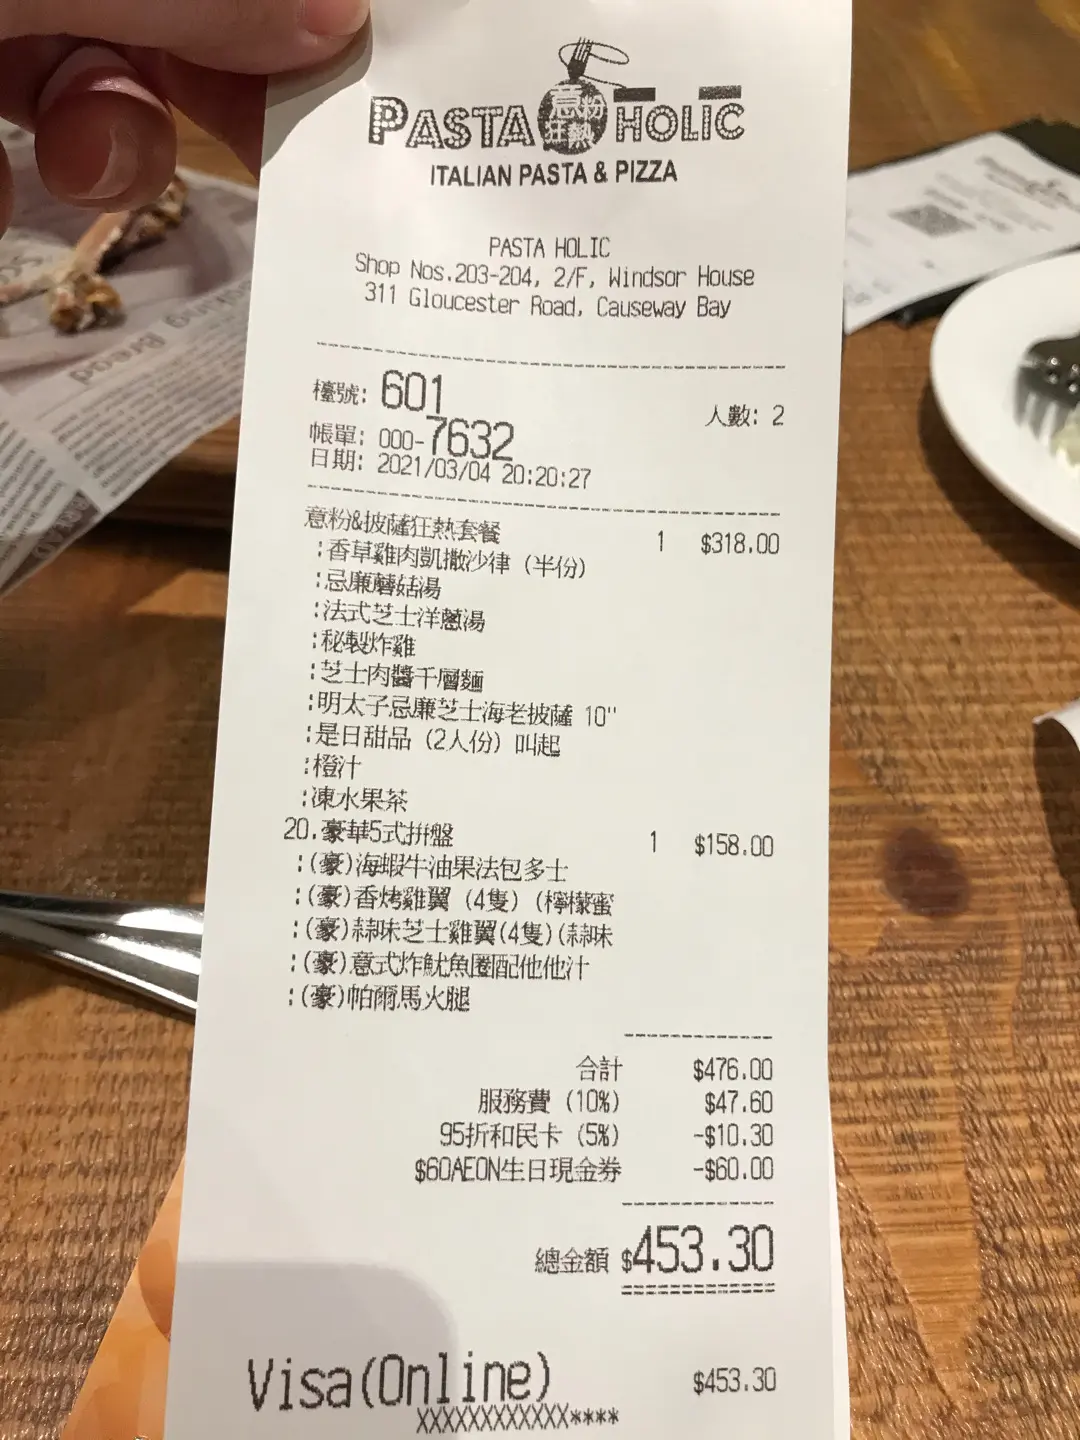 PASTA 意粉狂熱 HOLIC
ITALIAN PASTA & PIZZA
PASTA HOLIC
Shop Nos.203-204, 2/F, Windsor House
311 Gloucester Road, Causeway Bay
檯號: 601 人數: 2
帳單: 000-7632
日期: 2021/03/04 20:20:27
意粉&披薩狂熱套餐 1 $318.00
:香草雞肉凱撒沙律 (半份)
:忌廉蘑菇湯
:法式芝士洋蔥湯
:秘製炸雞
:芝士肉醬千層麵
:明太子忌廉芝士海老披薩 10"
:是日甜品 (2人份) 叫起
:橙汁
:凍水果茶
20.豪華5式拼盤 1 $158.00
:(豪)海蝦牛油果法包多士
:(豪)香烤雞翼 (4隻) (檸檬蜜
:(豪)蒜味芝士雞翼(4隻)(蒜味
:(豪)意式炸魷魚圈配他他汁
:(豪)帕爾馬火腿
合計 $476.00
服務費 (10%) $47.60
95折和民卡 (5%) -$10.30
$60AEON生日現金券 -$60.00
總金額 $453.30
Visa(Online) $453.30
XXXXXXXXXXXX****
Bread